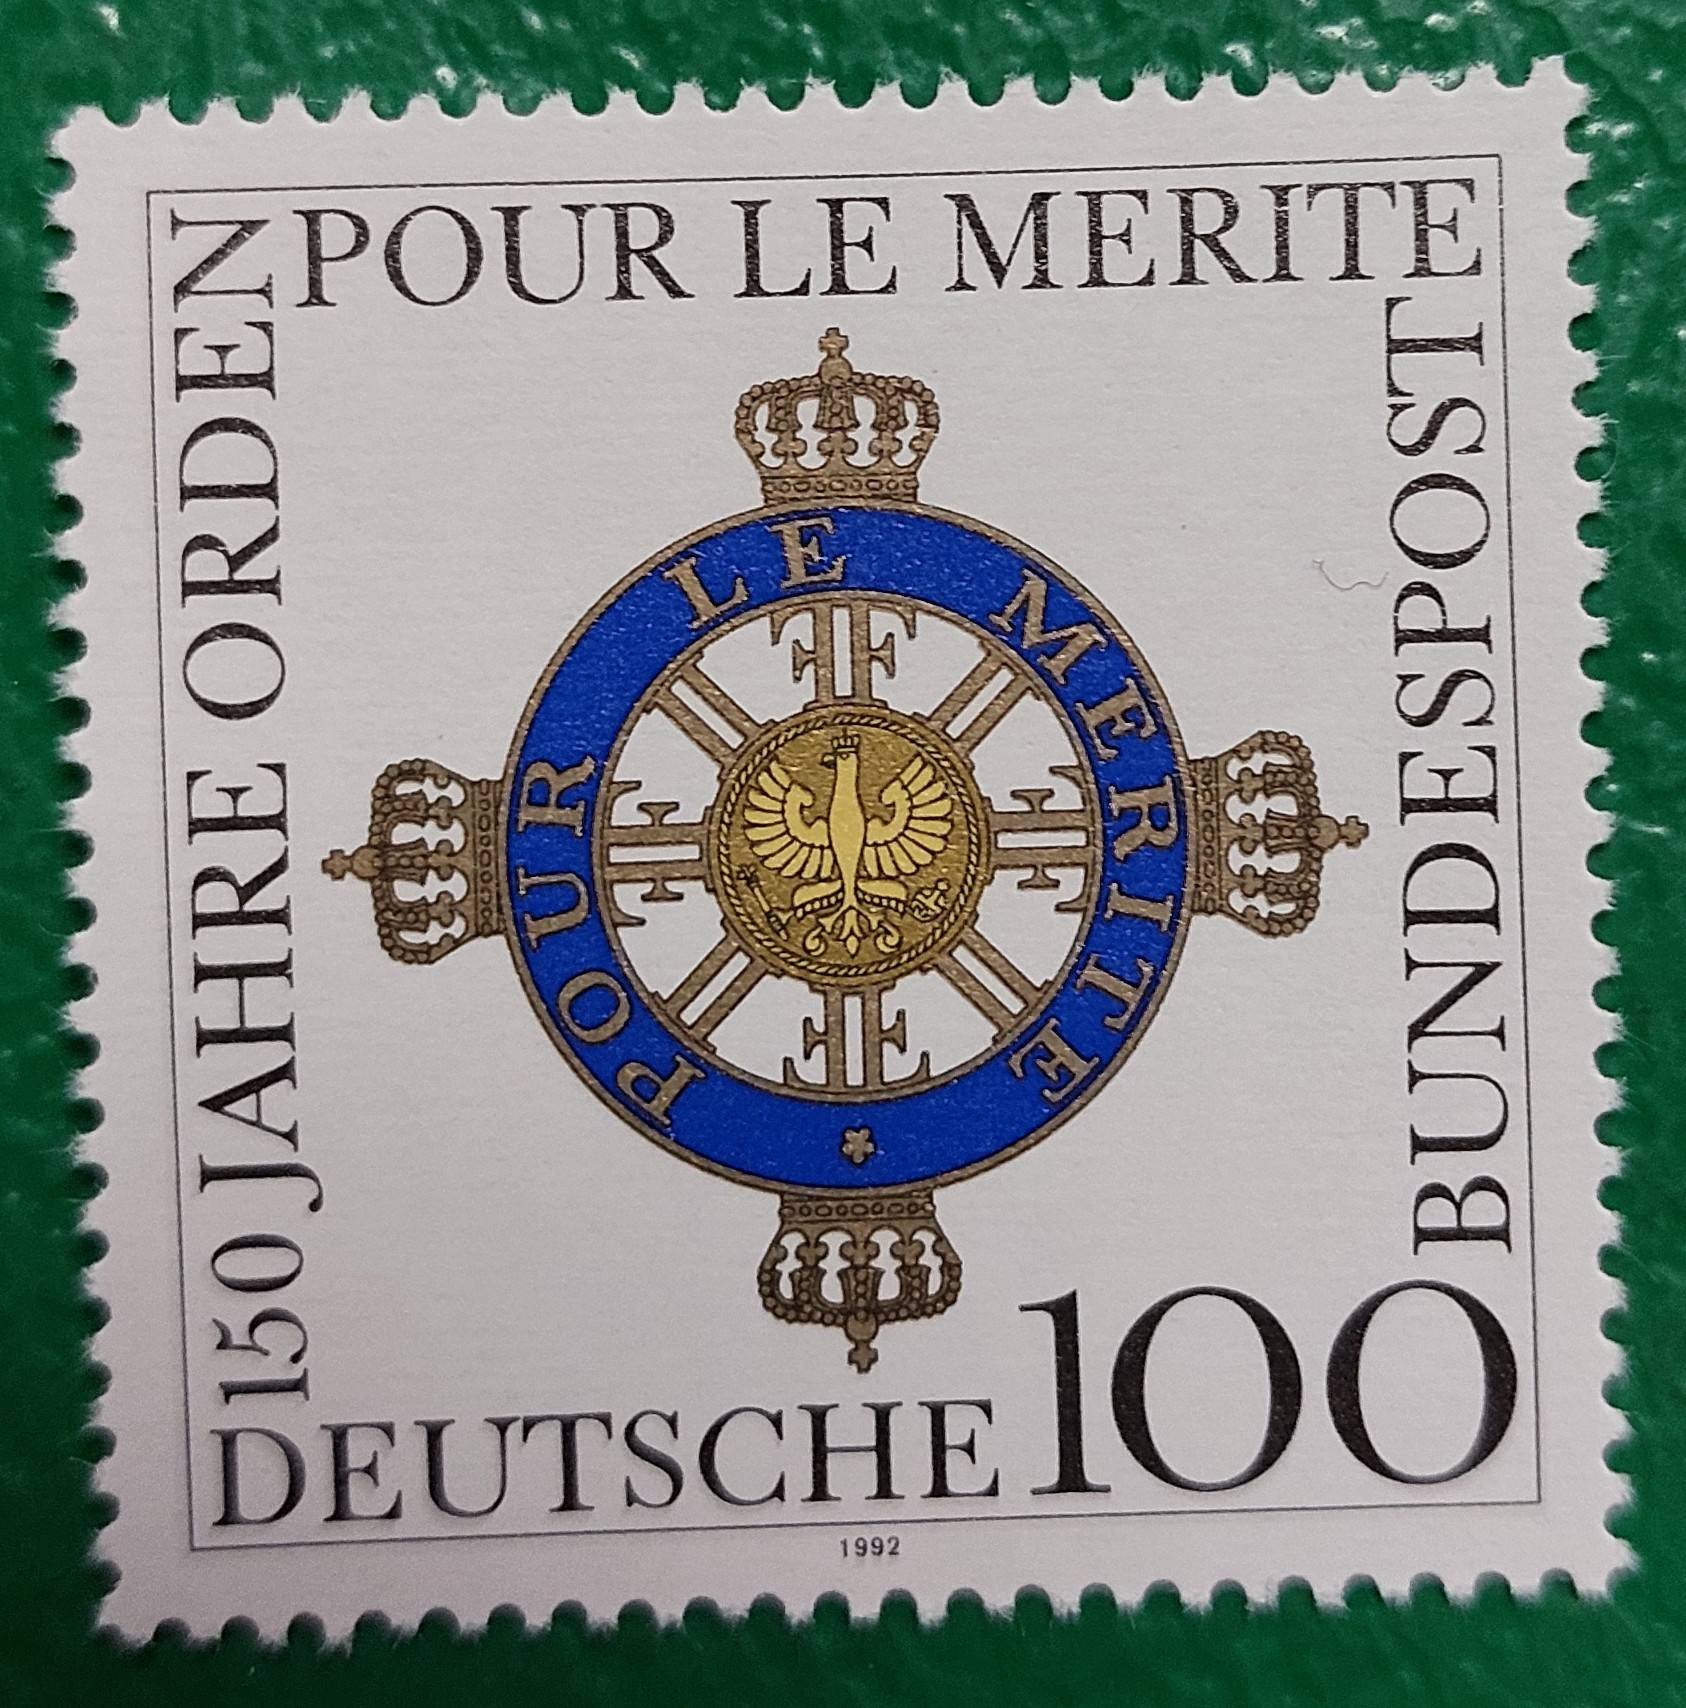 150 JAHRE ORDEN
POUR LE MERITE
POUR LE MERITE
DEUTSCHE
BUNDESPOST
100
1992